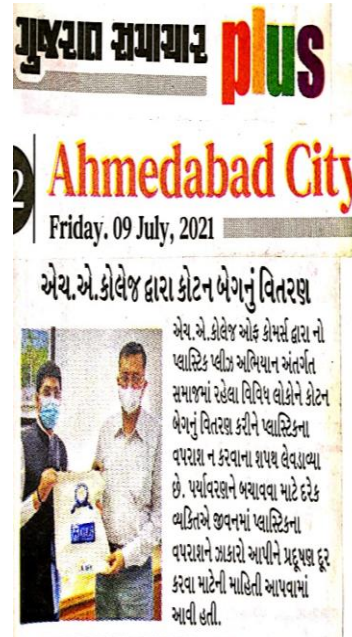 ગુજરાત સમાચાર plus
2 Ahmedabad City
Friday. 09 July, 2021
એચ.એ.કોલેજ દ્વારા કોટન બેગનું વિતરણ
એચ.એ.કોલેજ ઓફ કોમર્સ દ્વારા નો
પ્લાસ્ટિક પ્લીઝ અભિયાન અંતર્ગત
સમાજમાં રહેલા વિવિધ લોકોને કોટન
બેગનું વિતરણ કરીને પ્લાસ્ટિકના
વપરાશ ન કરવાના શપથ લેવડાવ્યા
છે. પર્યાવરણને બચાવવા માટે દરેક
વ્યક્તિએ જીવનમાં પ્લાસ્ટિકના
વપરાશને ઝાકારો આપીને પ્રદૂષણ દૂર
કરવા માટેની માહિતી આપવામાં
આવી હતી.